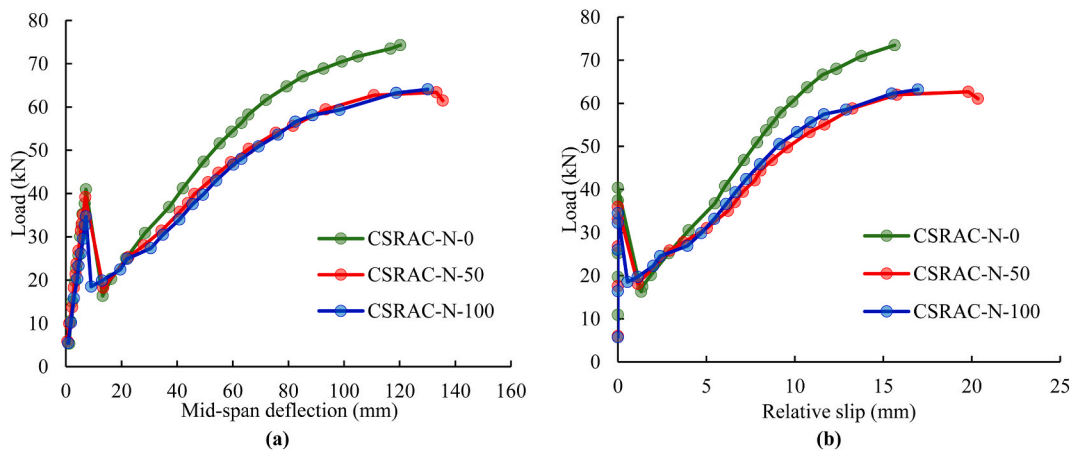 80
70
60
50
40
30
20
10
0
Load (kN)
CSRAC-N-0
CSRAC-N-50
CSRAC-N-100
0 20 40 60 80 100 120 140 160
Mid-span deflection (mm)
(a)
80
70
60
50
40
30
20
10
0
Load (kN)
CSRAC-N-0
CSRAC-N-50
CSRAC-N-100
0 5 10 15 20 25
Relative slip (mm)
(b)